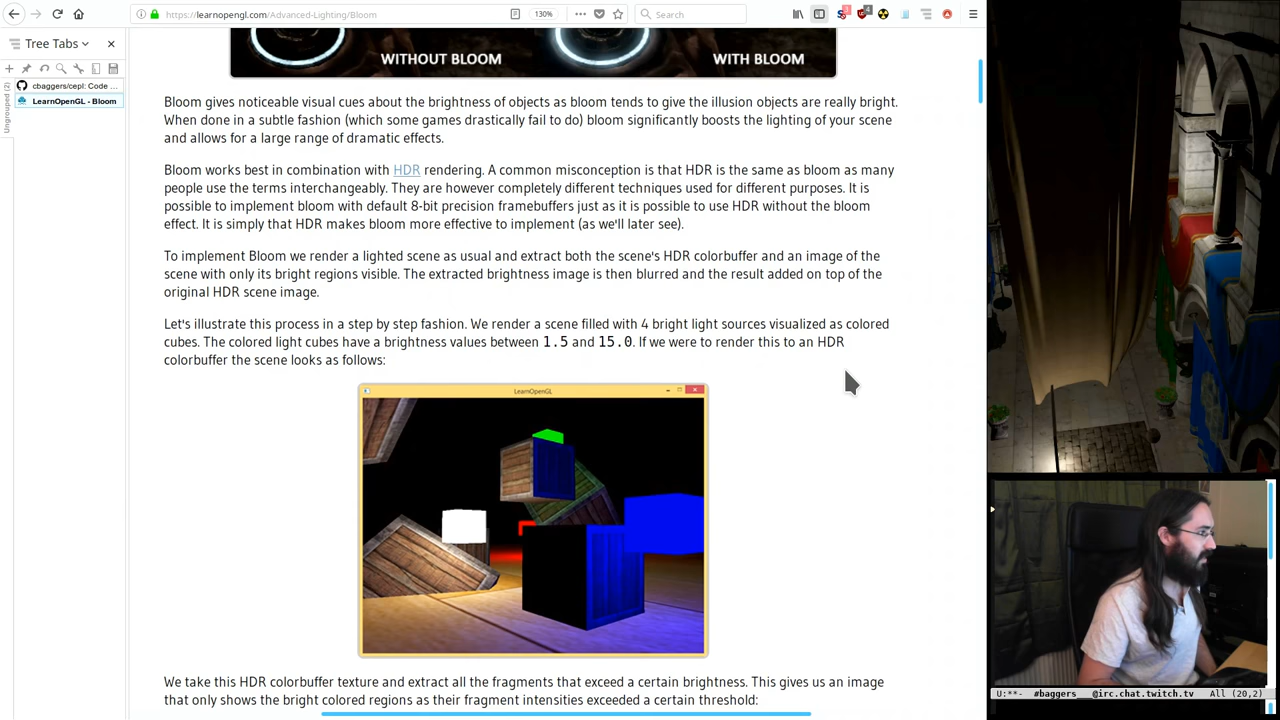 https://learnopengl.com/Advanced-Lighting/Bloom
130%
Search
Tree Tabs
Ungrouped (2)
cbaggers/cepl: Code ...
LearnOpenGL - Bloom
WITHOUT BLOOM
WITH BLOOM
Bloom gives noticeable visual cues about the brightness of objects as bloom tends to give the illusion objects are really bright.
When done in a subtle fashion (which some games drastically fail to do) bloom significantly boosts the lighting of your scene
and allows for a large range of dramatic effects.
Bloom works best in combination with HDR rendering. A common misconception is that HDR is the same as bloom as many
people use the terms interchangeably. They are however completely different techniques used for different purposes. It is
possible to implement bloom with default 8-bit precision framebuffers just as it is possible to use HDR without the bloom
effect. It is simply that HDR makes bloom more effective to implement (as we'll later see).
To implement Bloom we render a lighted scene as usual and extract both the scene's HDR colorbuffer and an image of the
scene with only its bright regions visible. The extracted brightness image is then blurred and the result added on top of the
original HDR scene image.
Let's illustrate this process in a step by step fashion. We render a scene filled with 4 bright light sources visualized as colored
cubes. The colored light cubes have a brightness values between 1.5 and 15.0. If we were to render this to an HDR
colorbuffer the scene looks as follows:
LearnOpenGL
We take this HDR colorbuffer texture and extract all the fragments that exceed a certain brightness. This gives us an image
that only shows the bright colored regions as their fragment intensities exceeded a certain threshold:
U:**- #baggers @irc.chat.twitch.tv All (20,2)